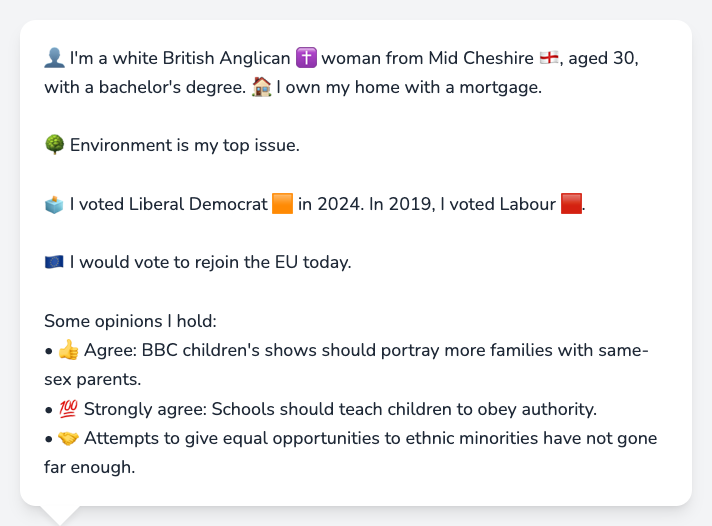 👤 I'm a white British Anglican ✝️ woman from Mid Cheshire 🏴󠁧󠁢󠁥󠁮󠁧󠁿, aged 30,
with a bachelor's degree. 🏠 I own my home with a mortgage.
🌳 Environment is my top issue.
🗳️ I voted Liberal Democrat 🟧 in 2024. In 2019, I voted Labour 🟥.
🇪🇺 I would vote to rejoin the EU today.
Some opinions I hold:
• 👍 Agree: BBC children's shows should portray more families with same-
sex parents.
• 💯 Strongly agree: Schools should teach children to obey authority.
• 🤝 Attempts to give equal opportunities to ethnic minorities have not gone
far enough.